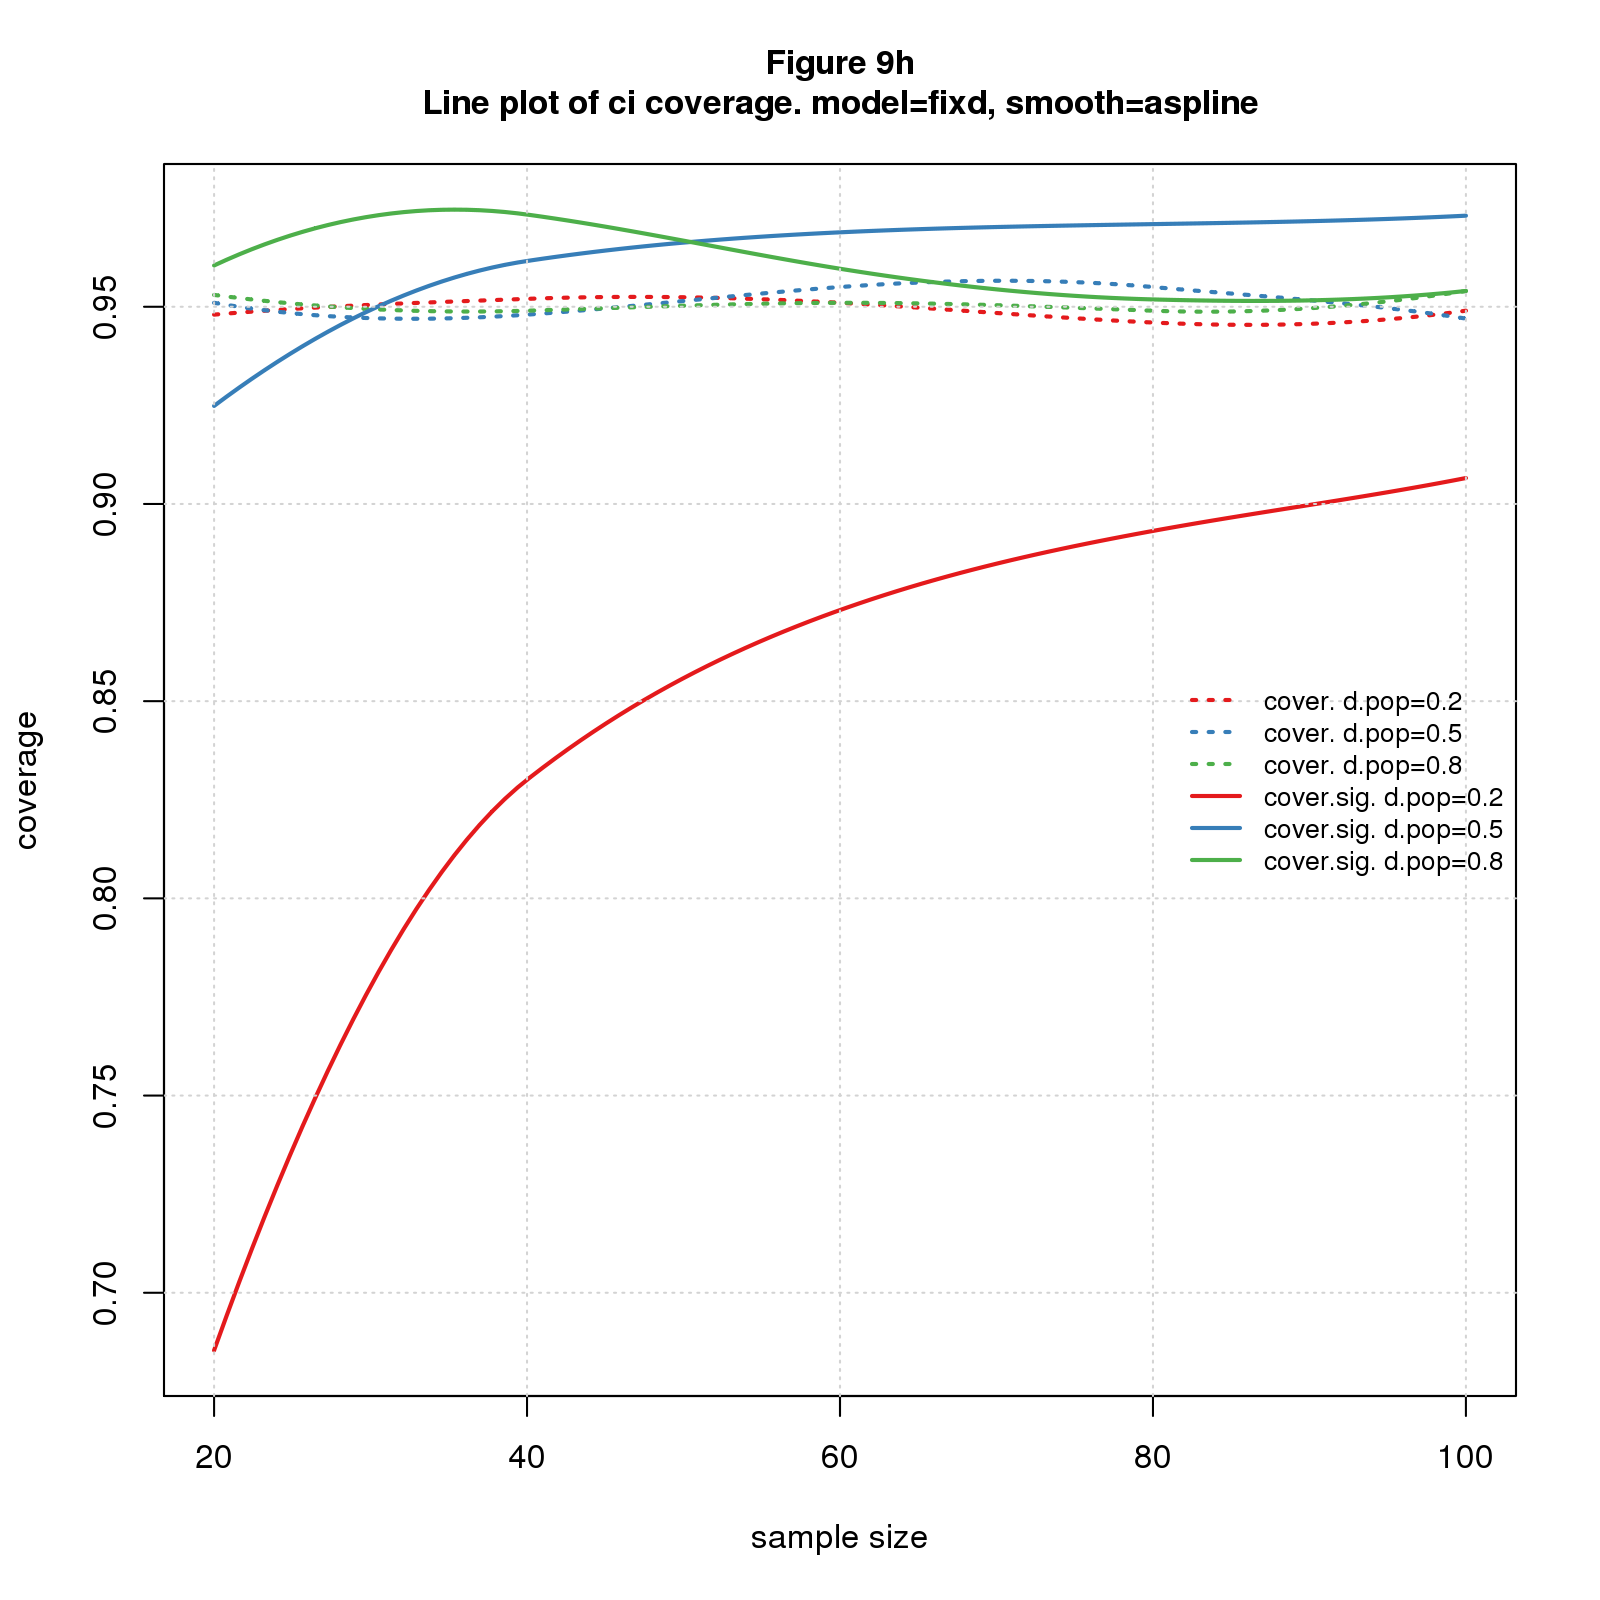 Figure 9h
Line plot of ci coverage. model=fixd, smooth=aspline
coverage
0.95
0.90
0.85
0.80
0.75
0.70
cover. d.pop=0.2
cover. d.pop=0.5
cover. d.pop=0.8
cover.sig. d.pop=0.2
cover.sig. d.pop=0.5
cover.sig. d.pop=0.8
20 40 60 80 100
sample size